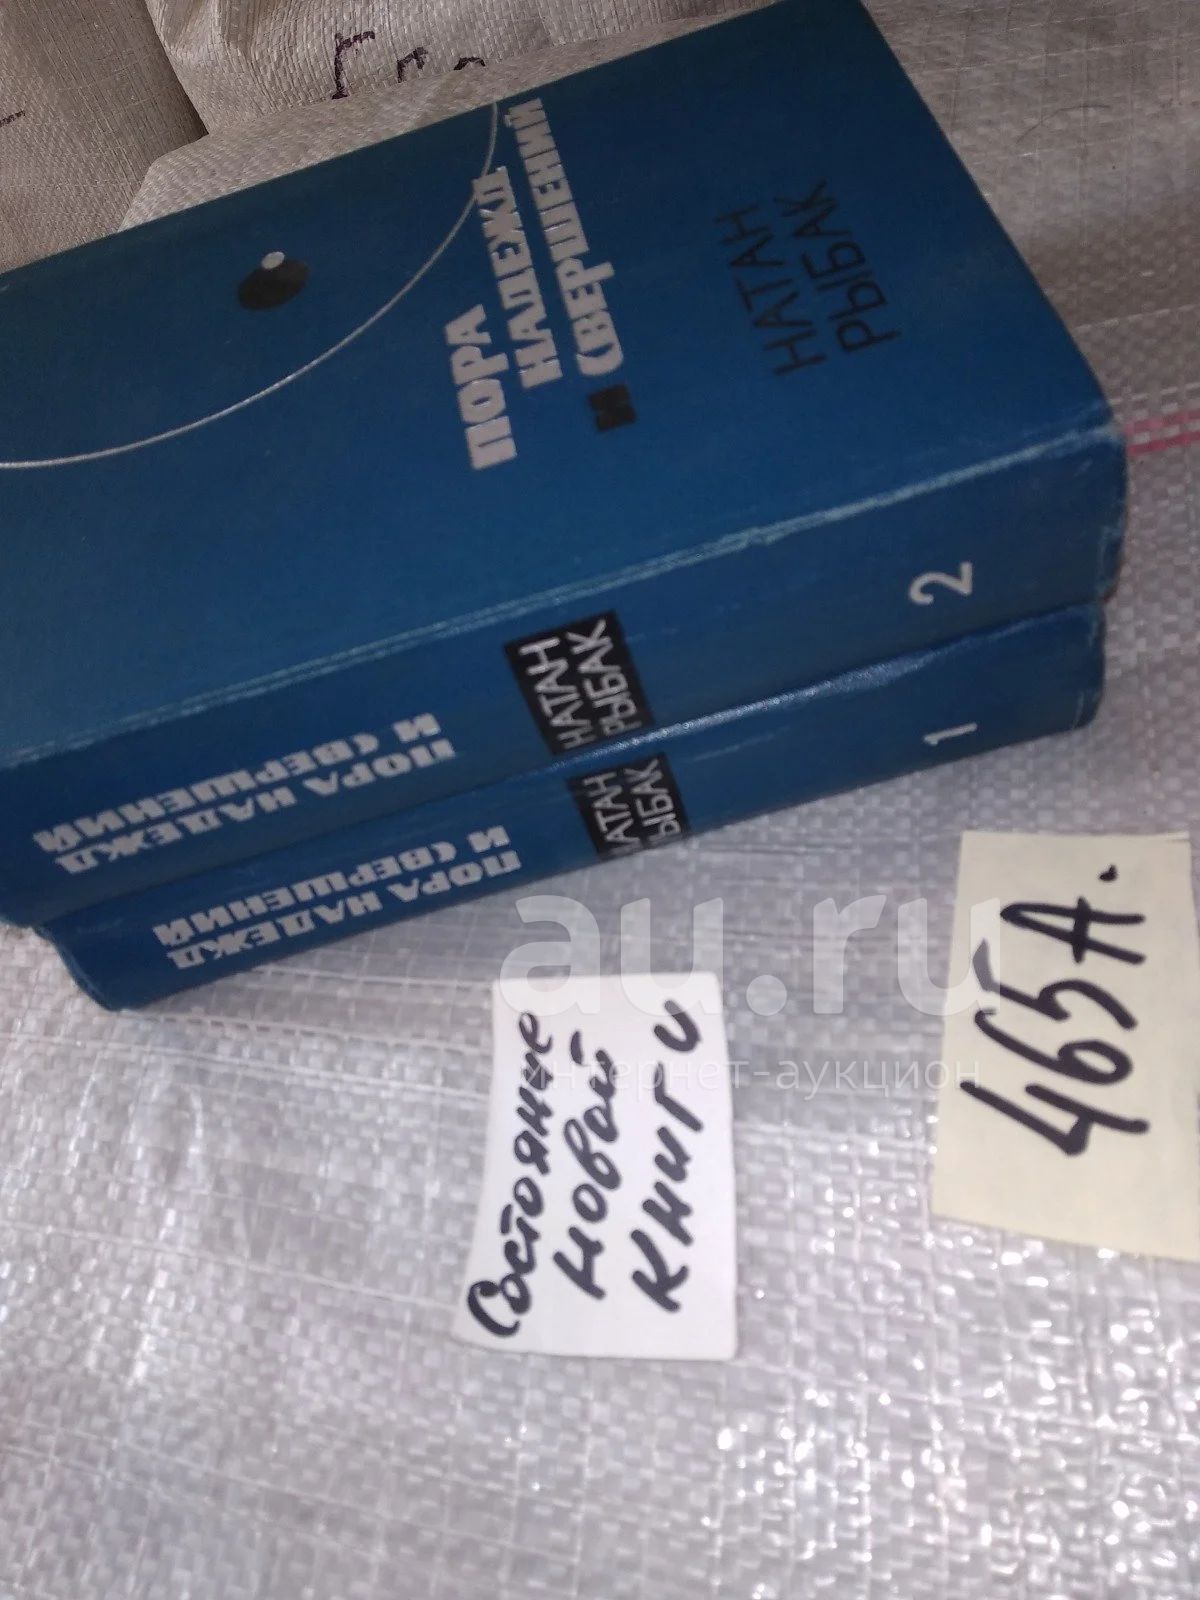 НАТАН
РЫБАК
ПОРА
НАДЕЖД
И СВЕРШЕНИЙ
НАТАН
РЫБАК
ПОРА НАДЕЖД
И СВЕРШЕНИЙ
2
НАТАН
РЫБАК
ПОРА НАДЕЖД
И СВЕРШЕНИЙ
1
Состояние
новой
книги
465А.
au.ru
интернет-аукцион